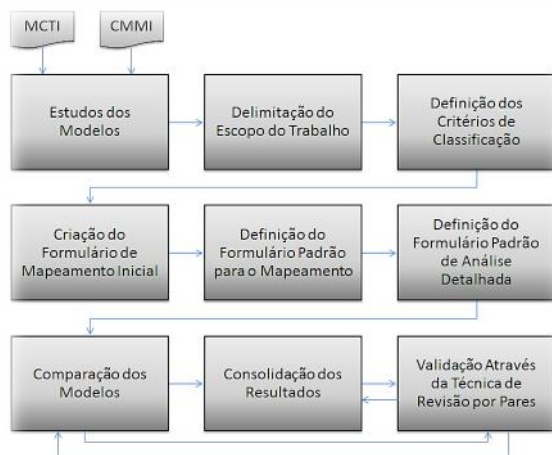 MCTI
CMMI
Estudos dos
Modelos
Delimitação do
Escopo do Trabalho
Definição dos
Critérios de
Classificação
Criação do
Formulário de
Mapeamento Inicial
Definição do
Formulário Padrão
para o Mapeamento
Definição do
Formulário Padrão
de Análise
Detalhada
Comparação dos
Modelos
Consolidação dos
Resultados
Validação Através
da Técnica de
Revisão por Pares